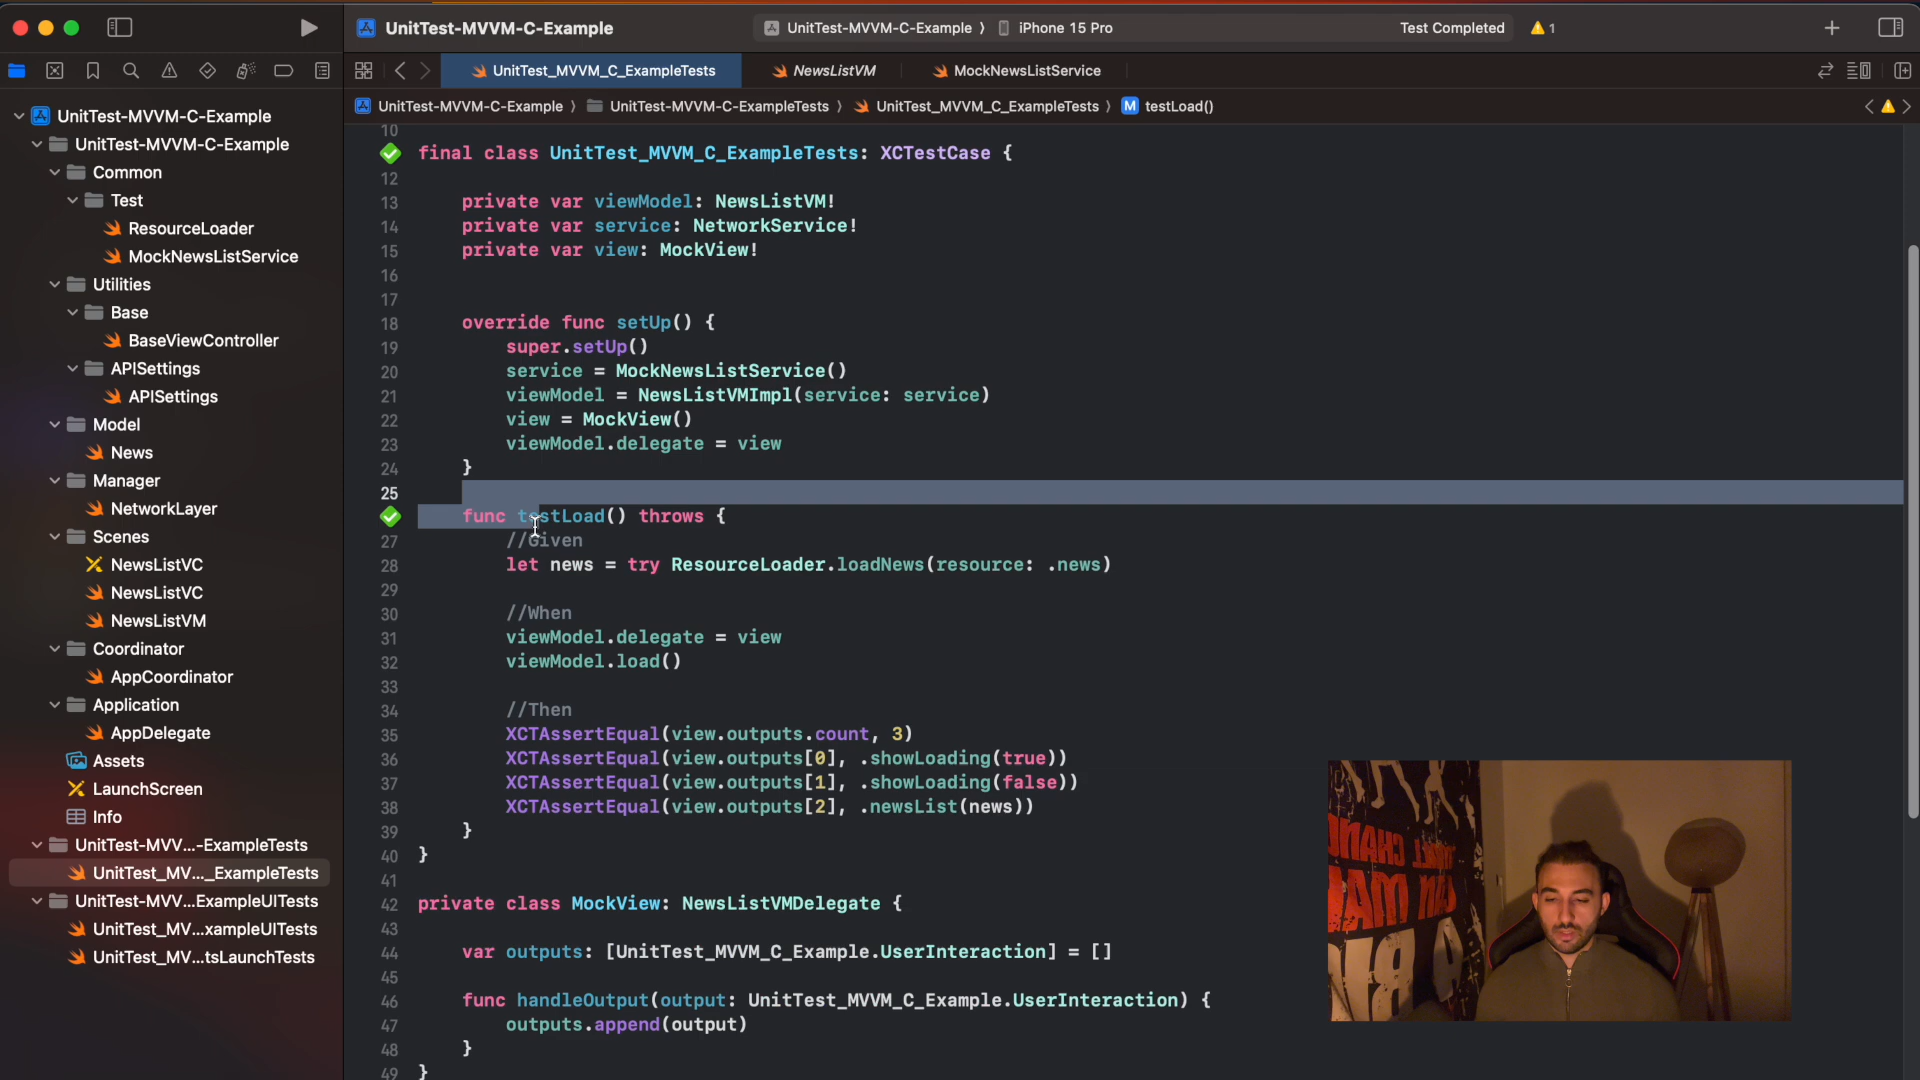 UnitTest-MVVM-C-Example
UnitTest-MVVM-C-Example 〉 iPhone 15 Pro
Test Completed
1
UnitTest_MVVM_C_ExampleTests
NewsListVM
MockNewsListService
UnitTest-MVVM-C-Example 〉 UnitTest-MVVM-C-ExampleTests 〉 UnitTest_MVVM_C_ExampleTests 〉 M testLoad()
UnitTest-MVVM-C-Example
UnitTest-MVVM-C-Example
Common
Test
ResourceLoader
MockNewsListService
Utilities
Base
BaseViewController
APISettings
APISettings
Model
News
Manager
NetworkLayer
Scenes
NewsListVC
NewsListVC
NewsListVM
Coordinator
AppCoordinator
Application
AppDelegate
Assets
LaunchScreen
Info
UnitTest-MVV...-ExampleTests
UnitTest_MV..._ExampleTests
UnitTest-MVV...ExampleUITests
UnitTest_MV...xampleUITests
UnitTest_MV...tsLaunchTests
10
final class UnitTest_MVVM_C_ExampleTests: XCTestCase {
12
13 private var viewModel: NewsListVM!
14 private var service: NetworkService!
15 private var view: MockView!
16
17
18 override func setUp() {
19 super.setUp()
20 service = MockNewsListService()
21 viewModel = NewsListVMImpl(service: service)
22 view = MockView()
23 viewModel.delegate = view
24 }
25
func testLoad() throws {
27 //Given
28 let news = try ResourceLoader.loadNews(resource: .news)
29
30 //When
31 viewModel.delegate = view
32 viewModel.load()
33
34 //Then
35 XCTAssertEqual(view.outputs.count, 3)
36 XCTAssertEqual(view.outputs[0], .showLoading(true))
37 XCTAssertEqual(view.outputs[1], .showLoading(false))
38 XCTAssertEqual(view.outputs[2], .newsList(news))
39 }
40 }
41
42 private class MockView: NewsListVMDelegate {
43
44 var outputs: [UnitTest_MVVM_C_Example.UserInteraction] = []
45
46 func handleOutput(output: UnitTest_MVVM_C_Example.UserInteraction) {
47 outputs.append(output)
48 }
49 }